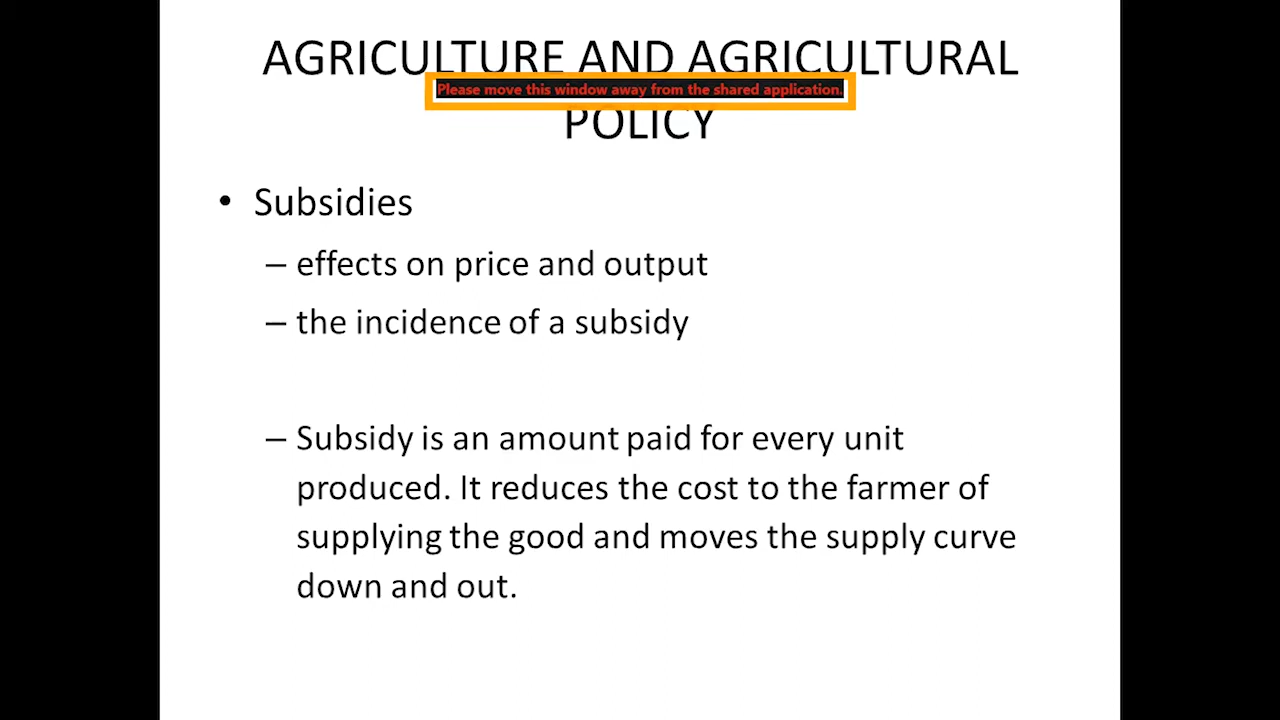 AGRICULTURE AND AGRICULTURAL
Please move this window away from the shared application.
POLICY
• Subsidies
– effects on price and output
– the incidence of a subsidy
– Subsidy is an amount paid for every unit
produced. It reduces the cost to the farmer of
supplying the good and moves the supply curve
down and out.